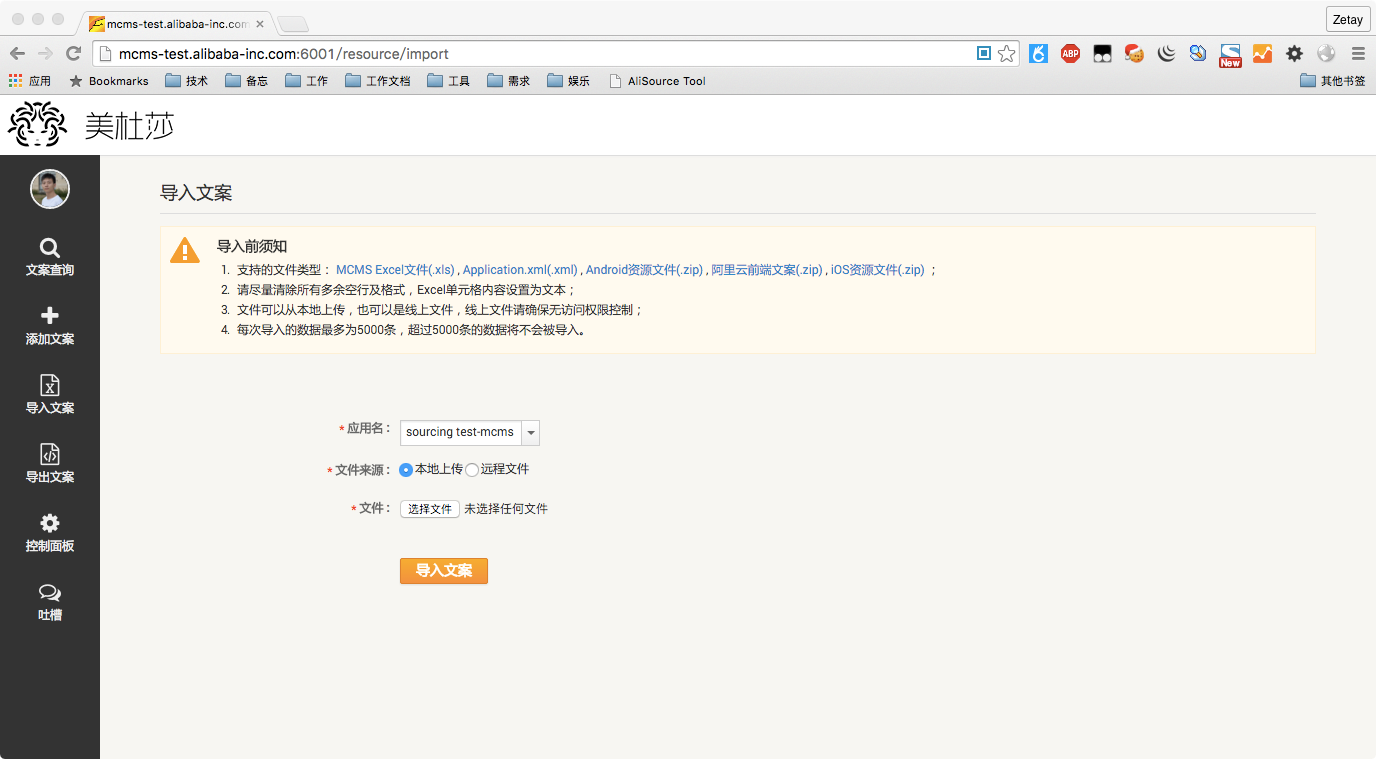 mcms-test.alibaba-inc.com
Zetay
mcms-test.alibaba-inc.com:6001/resource/import
ABP
New
应用 Bookmarks 技术 备忘 工作 工作文档 工具 需求 娱乐 AliSource Tool 其他书签
美杜莎
文案查询
添加文案
导入文案
导出文案
控制面板
吐槽
导入文案
导入前须知
1. 支持的文件类型： MCMS Excel文件(.xls) , Application.xml(.xml) , Android资源文件(.zip) , 阿里云前端文案(.zip) , iOS资源文件(.zip) ；
2. 请尽量清除所有多余空行及格式，Excel单元格内容设置为文本；
3. 文件可以从本地上传，也可以是线上文件，线上文件请确保无访问权限控制；
4. 每次导入的数据最多为5000条，超过5000条的数据将不会被导入。
*应用名： sourcing test-mcms
*文件来源： 本地上传 远程文件
*文件： 选择文件 未选择任何文件
导入文案